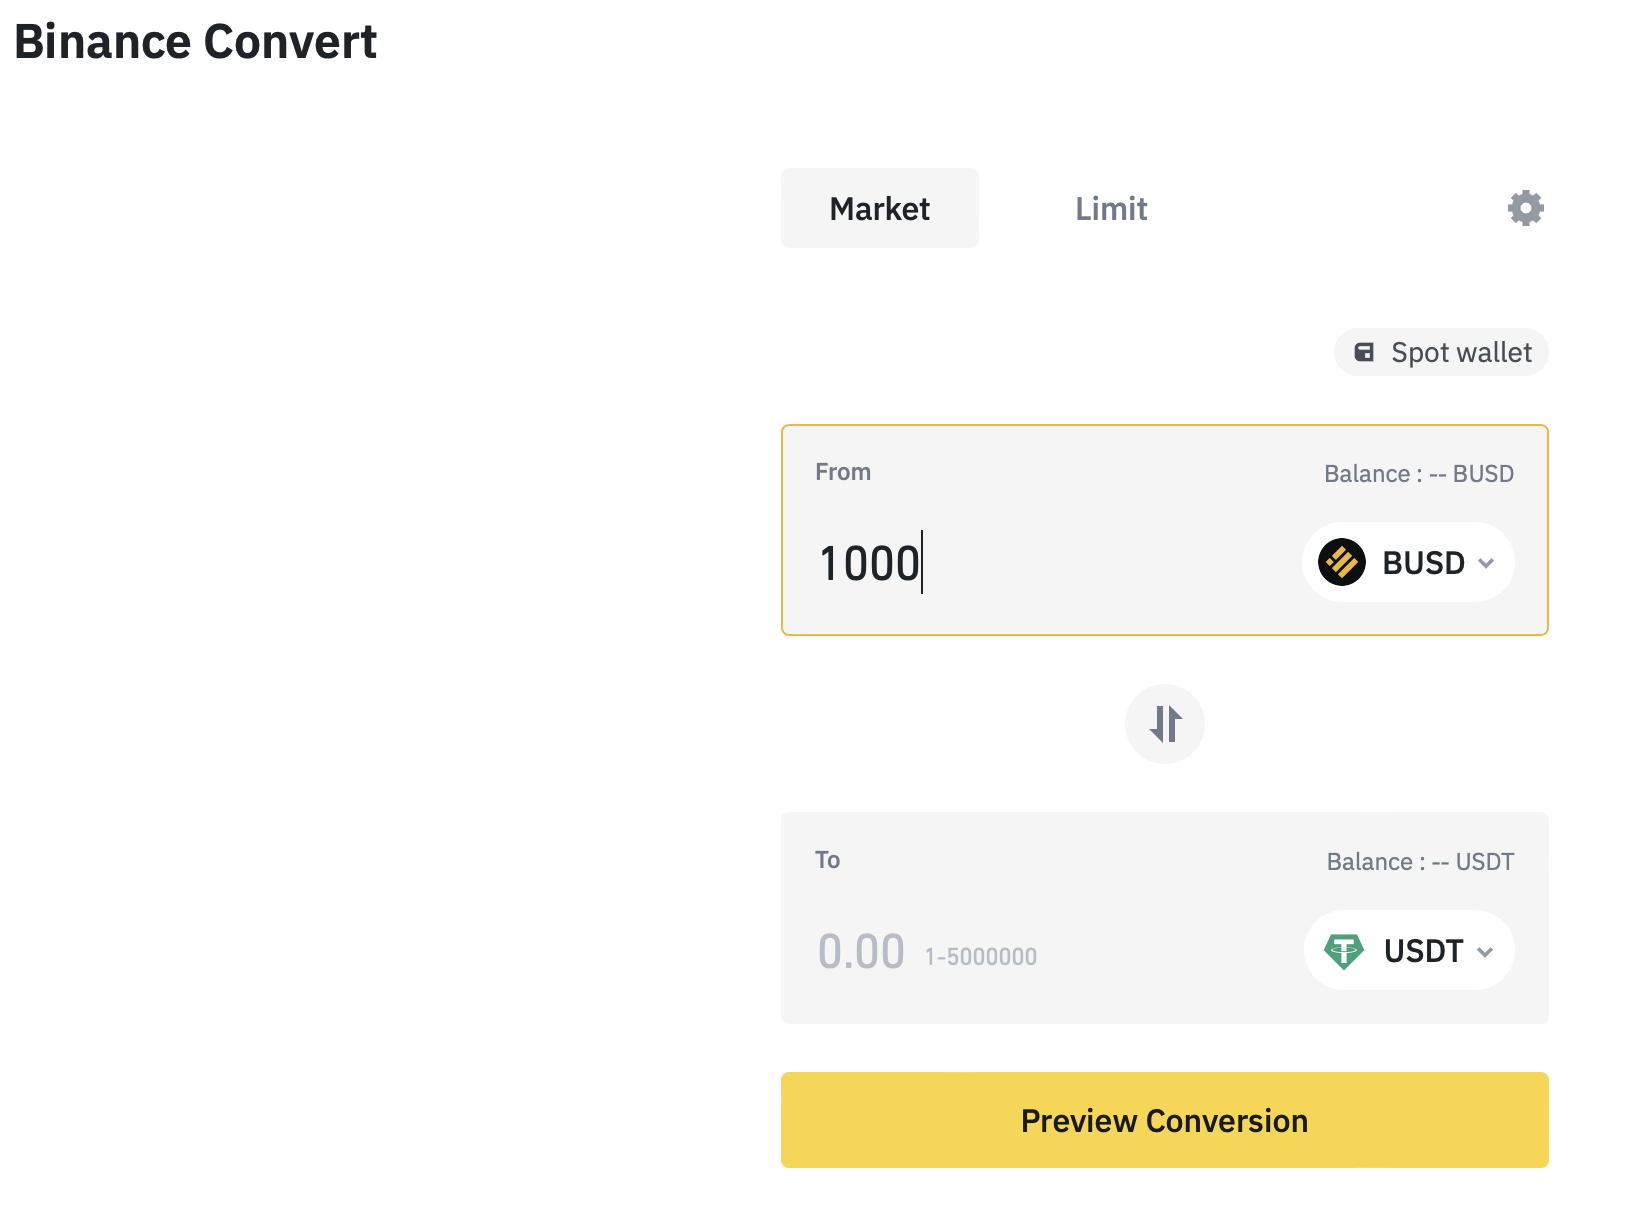 Binance Convert
Market
Limit
Spot wallet
From
Balance : -- BUSD
1000
BUSD
To
Balance : -- USDT
0.00 1-5000000
USDT
Preview Conversion